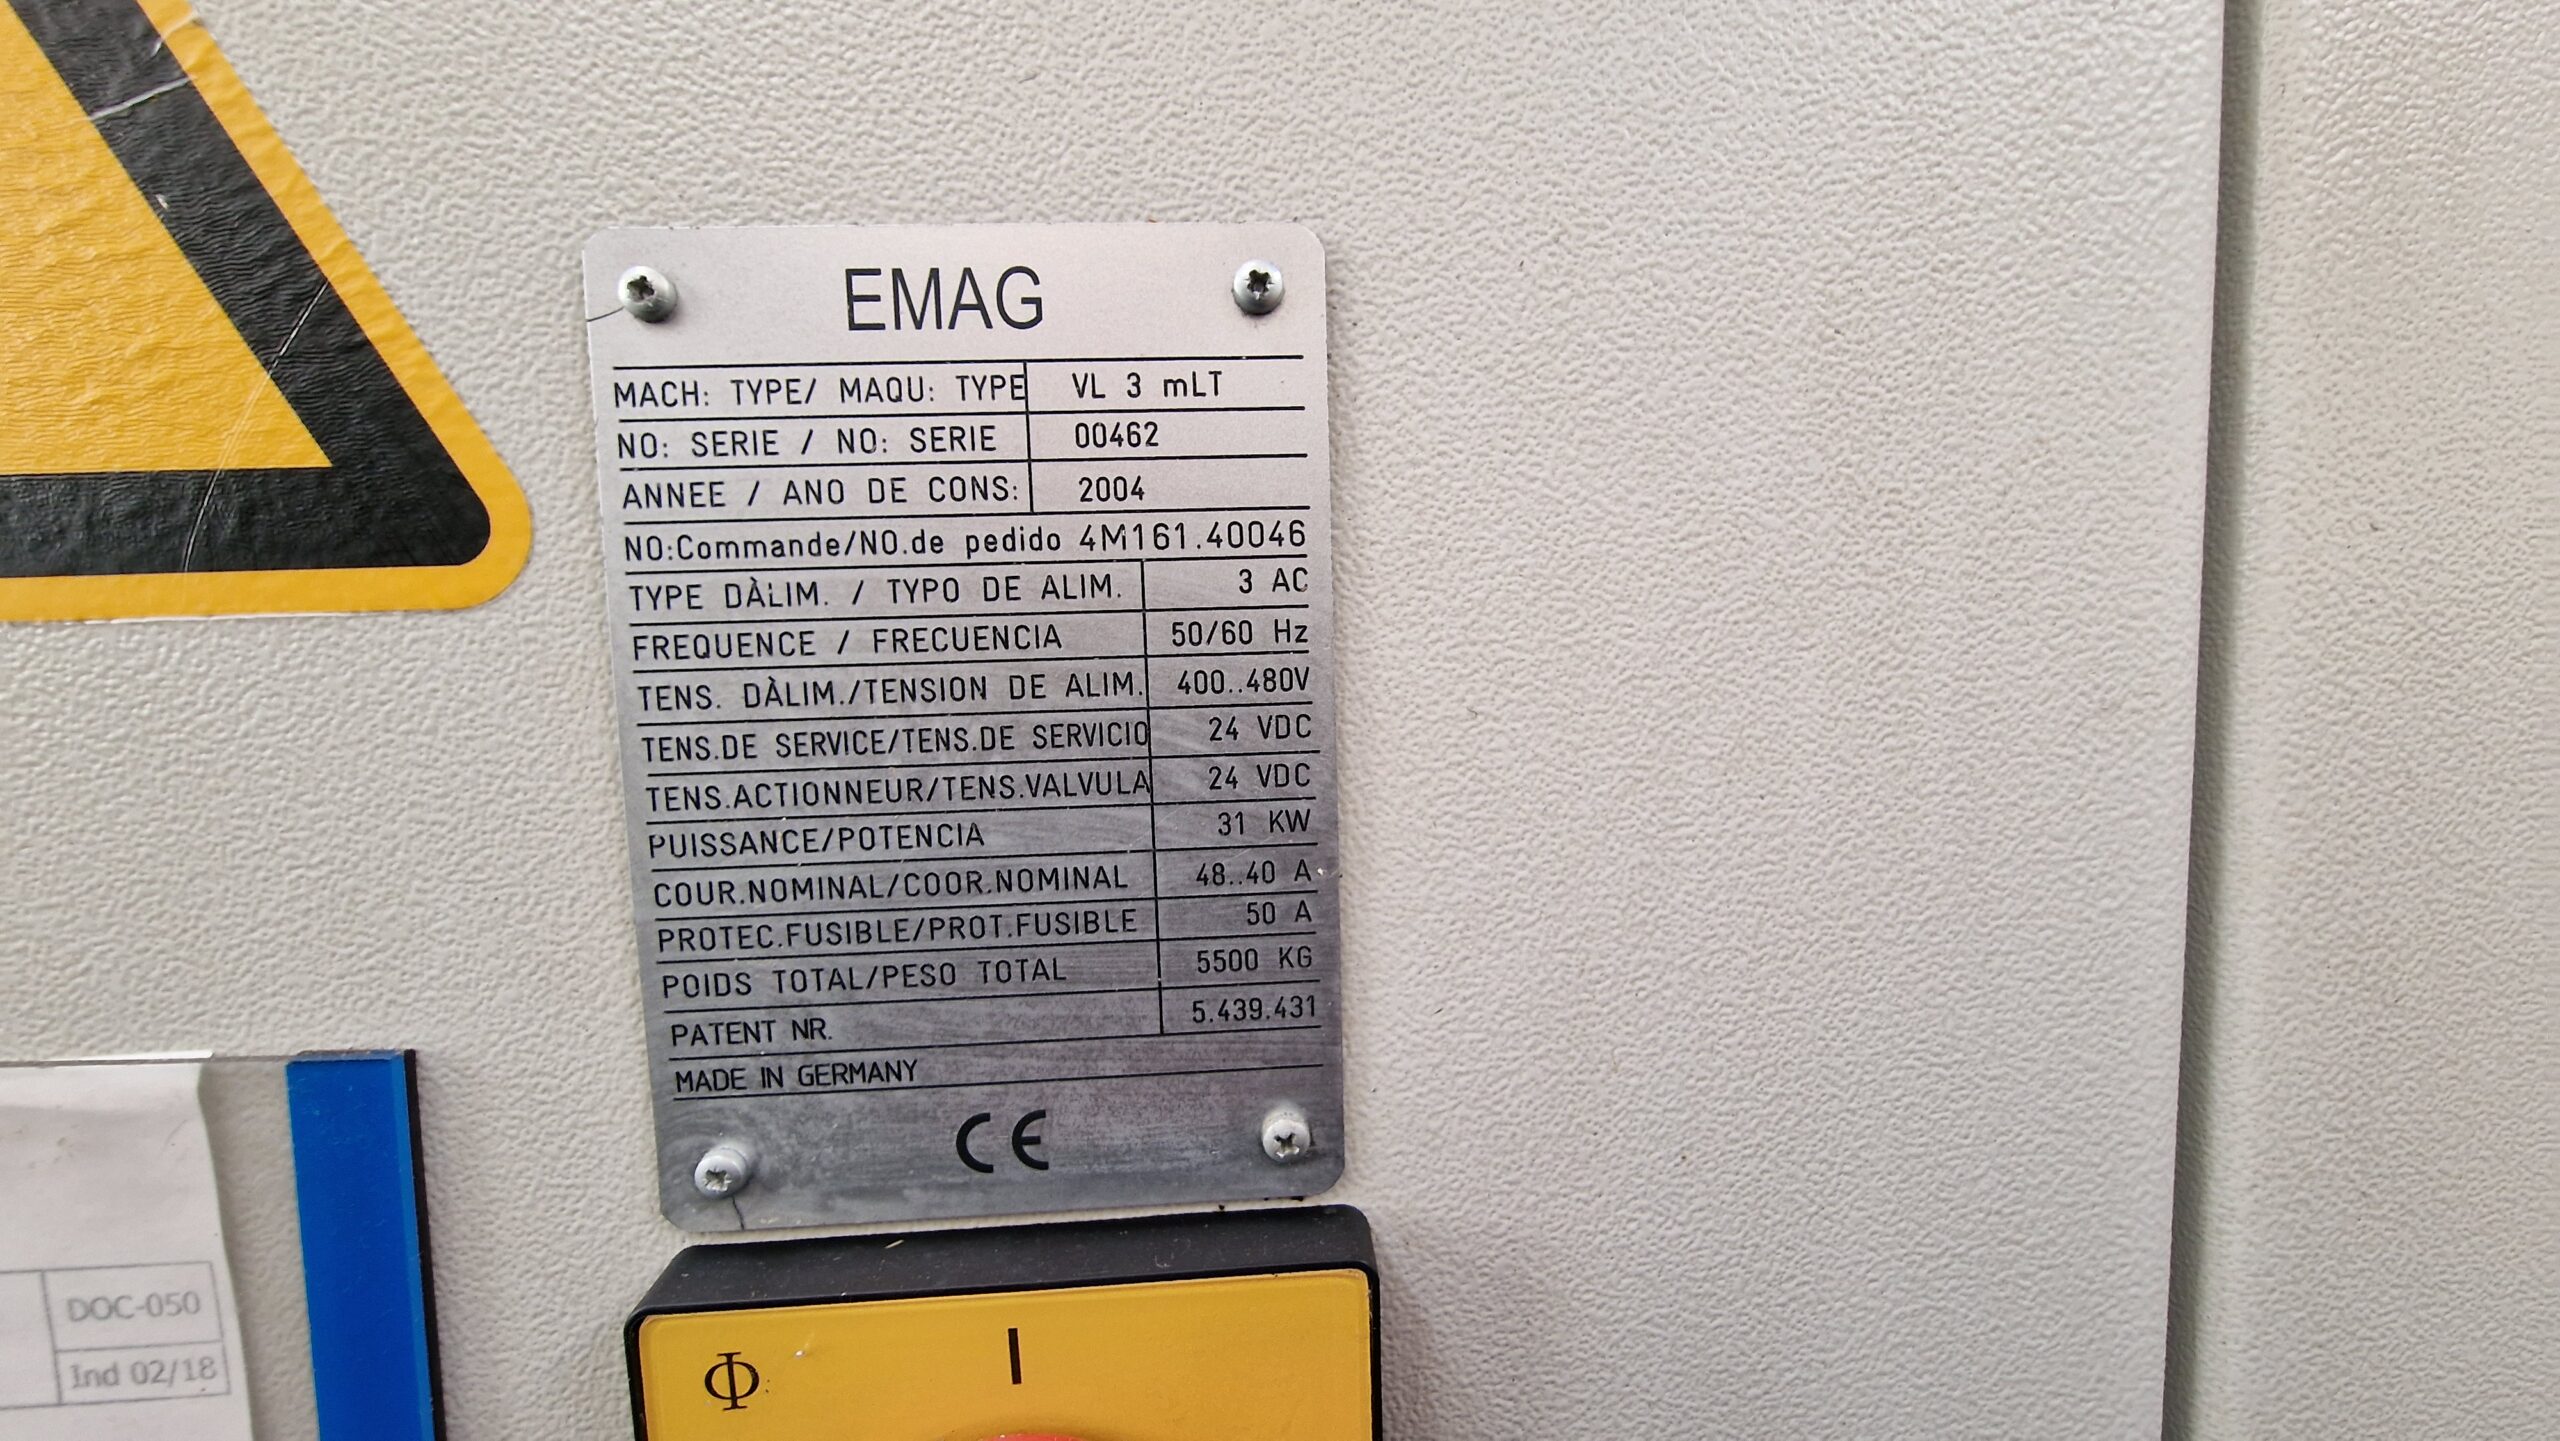 EMAG
MACH: TYPE/ MAQU: TYPE VL 3 mLT
NO: SERIE / NO: SERIE 00462
ANNEE / ANO DE CONS: 2004
NO:Commande/NO.de pedido 4M161.40046
TYPE DÀLIM. / TYPO DE ALIM. 3 AC
FREQUENCE / FRECUENCIA 50/60 Hz
TENS. DÀLIM./TENSION DE ALIM. 400..480V
TENS.DE SERVICE/TENS.DE SERVICIO 24 VDC
TENS.ACTIONNEUR/TENS.VALVULA 24 VDC
PUISSANCE/POTENCIA 31 KW
COUR.NOMINAL/COOR.NOMINAL 48..40 A
PROTEC.FUSIBLE/PROT.FUSIBLE 50 A
POIDS TOTAL/PESO TOTAL 5500 KG
PATENT NR. 5.439.431
MADE IN GERMANY
CE
DOC-050
Ind 02/18
Φ I